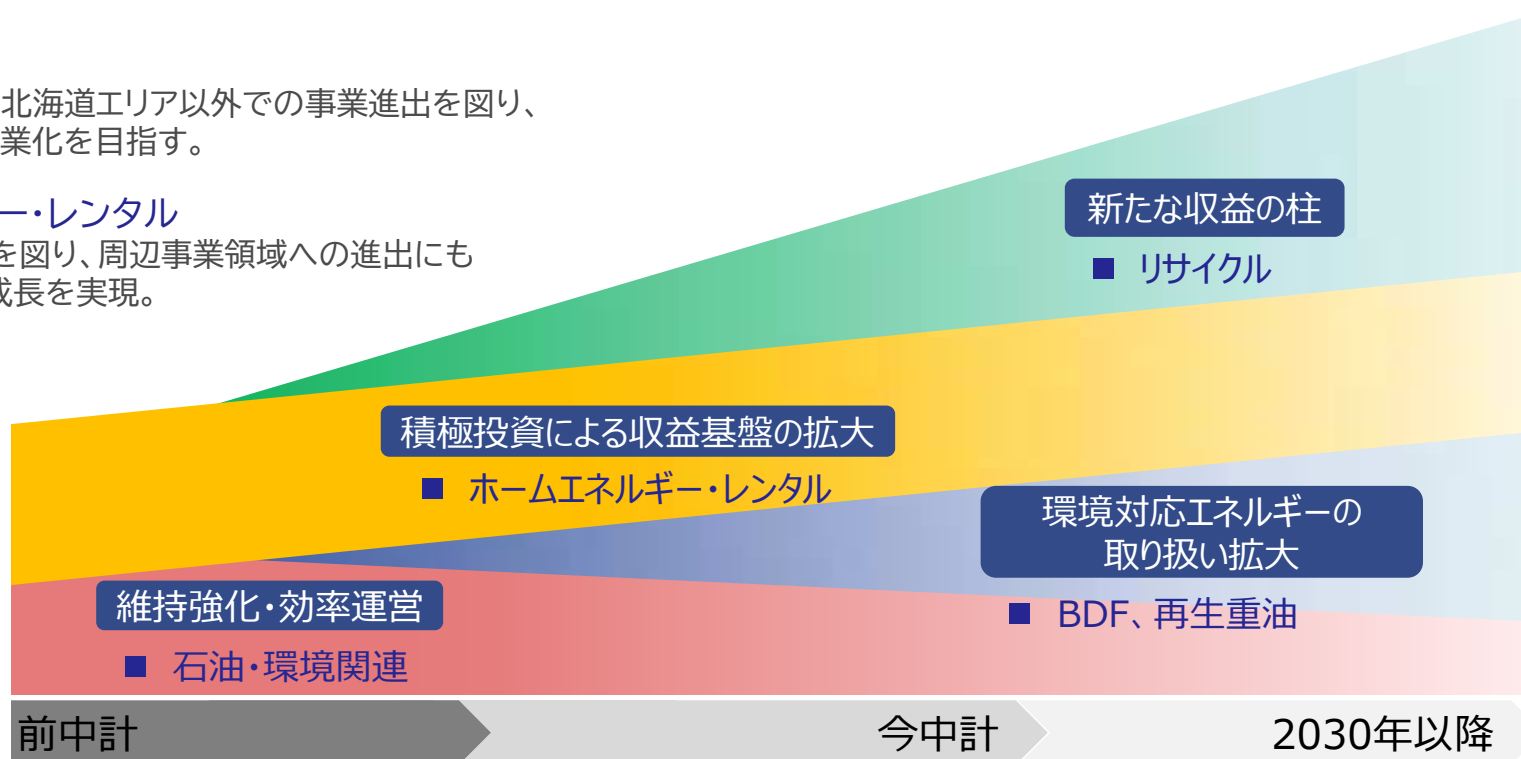 北海道エリア以外での事業進出を図り、
業化を目指す。
ー・レンタル
を図り、周辺事業領域への進出にも
成長を実現。
新たな収益の柱
■ リサイクル
積極投資による収益基盤の拡大
■ ホームエネルギー・レンタル
環境対応エネルギーの
取り扱い拡大
■ BDF、再生重油
維持強化・効率運営
■ 石油・環境関連
前中計
今中計
2030年以降